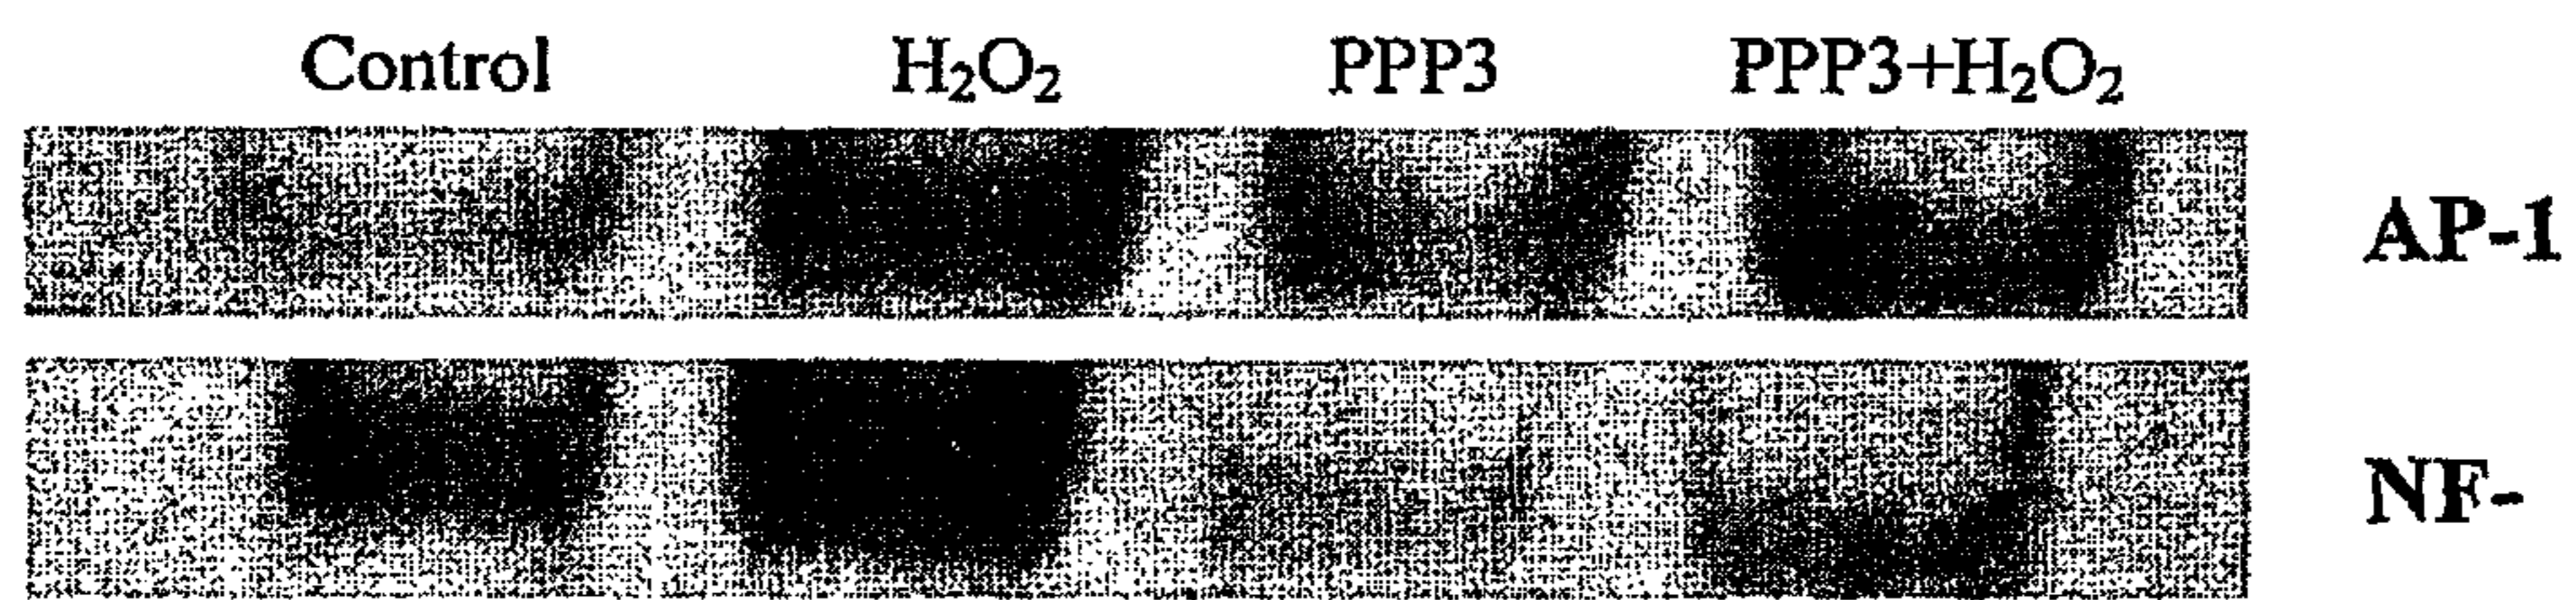 Control H₂O₂ PPP3 PPP3+H₂O₂
AP-1
NF-